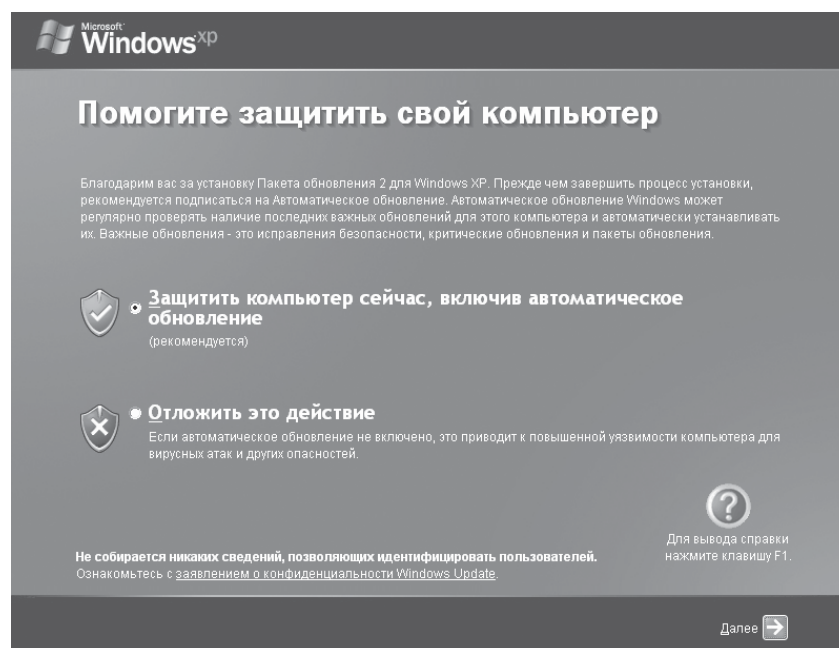 Microsoft
Windows xp
Помогите защитить свой компьютер
Благодарим вас за установку Пакета обновления 2 для Windows XP. Прежде чем завершить процесс установки,
рекомендуется подписаться на Автоматическое обновление. Автоматическое обновление Windows может
регулярно проверять наличие последних важных обновлений для этого компьютера и автоматически устанавливать
их. Важные обновления - это исправления безопасности, критические обновления и пакеты обновления.
Защитить компьютер сейчас, включив автоматическое
обновление
(рекомендуется)
Отложить это действие
Если автоматическое обновление не включено, это приводит к повышенной уязвимости компьютера для
вирусных атак и других опасностей.
Для вывода справки
нажмите клавишу F1.
Не собирается никаких сведений, позволяющих идентифицировать пользователей.
Ознакомьтесь с заявлением о конфиденциальности Windows Update.
Далее